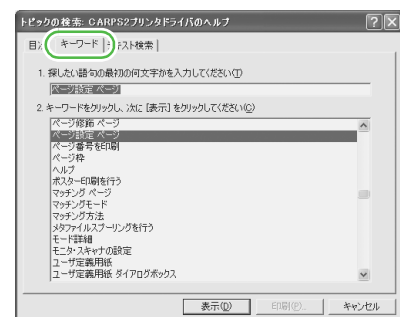 トピックの検索: CARPS2プリンタドライバのヘルプ
キーワード
キスト検索
1. 探したい語句の最初の何文字かを入力してください(T)
ページ設定 ページ
2. キーワードをクリックし、次に [表示] をクリックしてください(C)
ページ修飾 ページ
ページ設定 ページ
ページ番号を印刷
ページ枠
ヘルプ
ポスター印刷を行う
マッチング ページ
マッチングモード
マッチング方法
メタファイルスプーリングを行う
モード詳細
モニタ・スキャナの設定
ユーザ定義用紙
ユーザ定義用紙 ダイアログボックス
表示(D) 印刷(P)... キャンセル